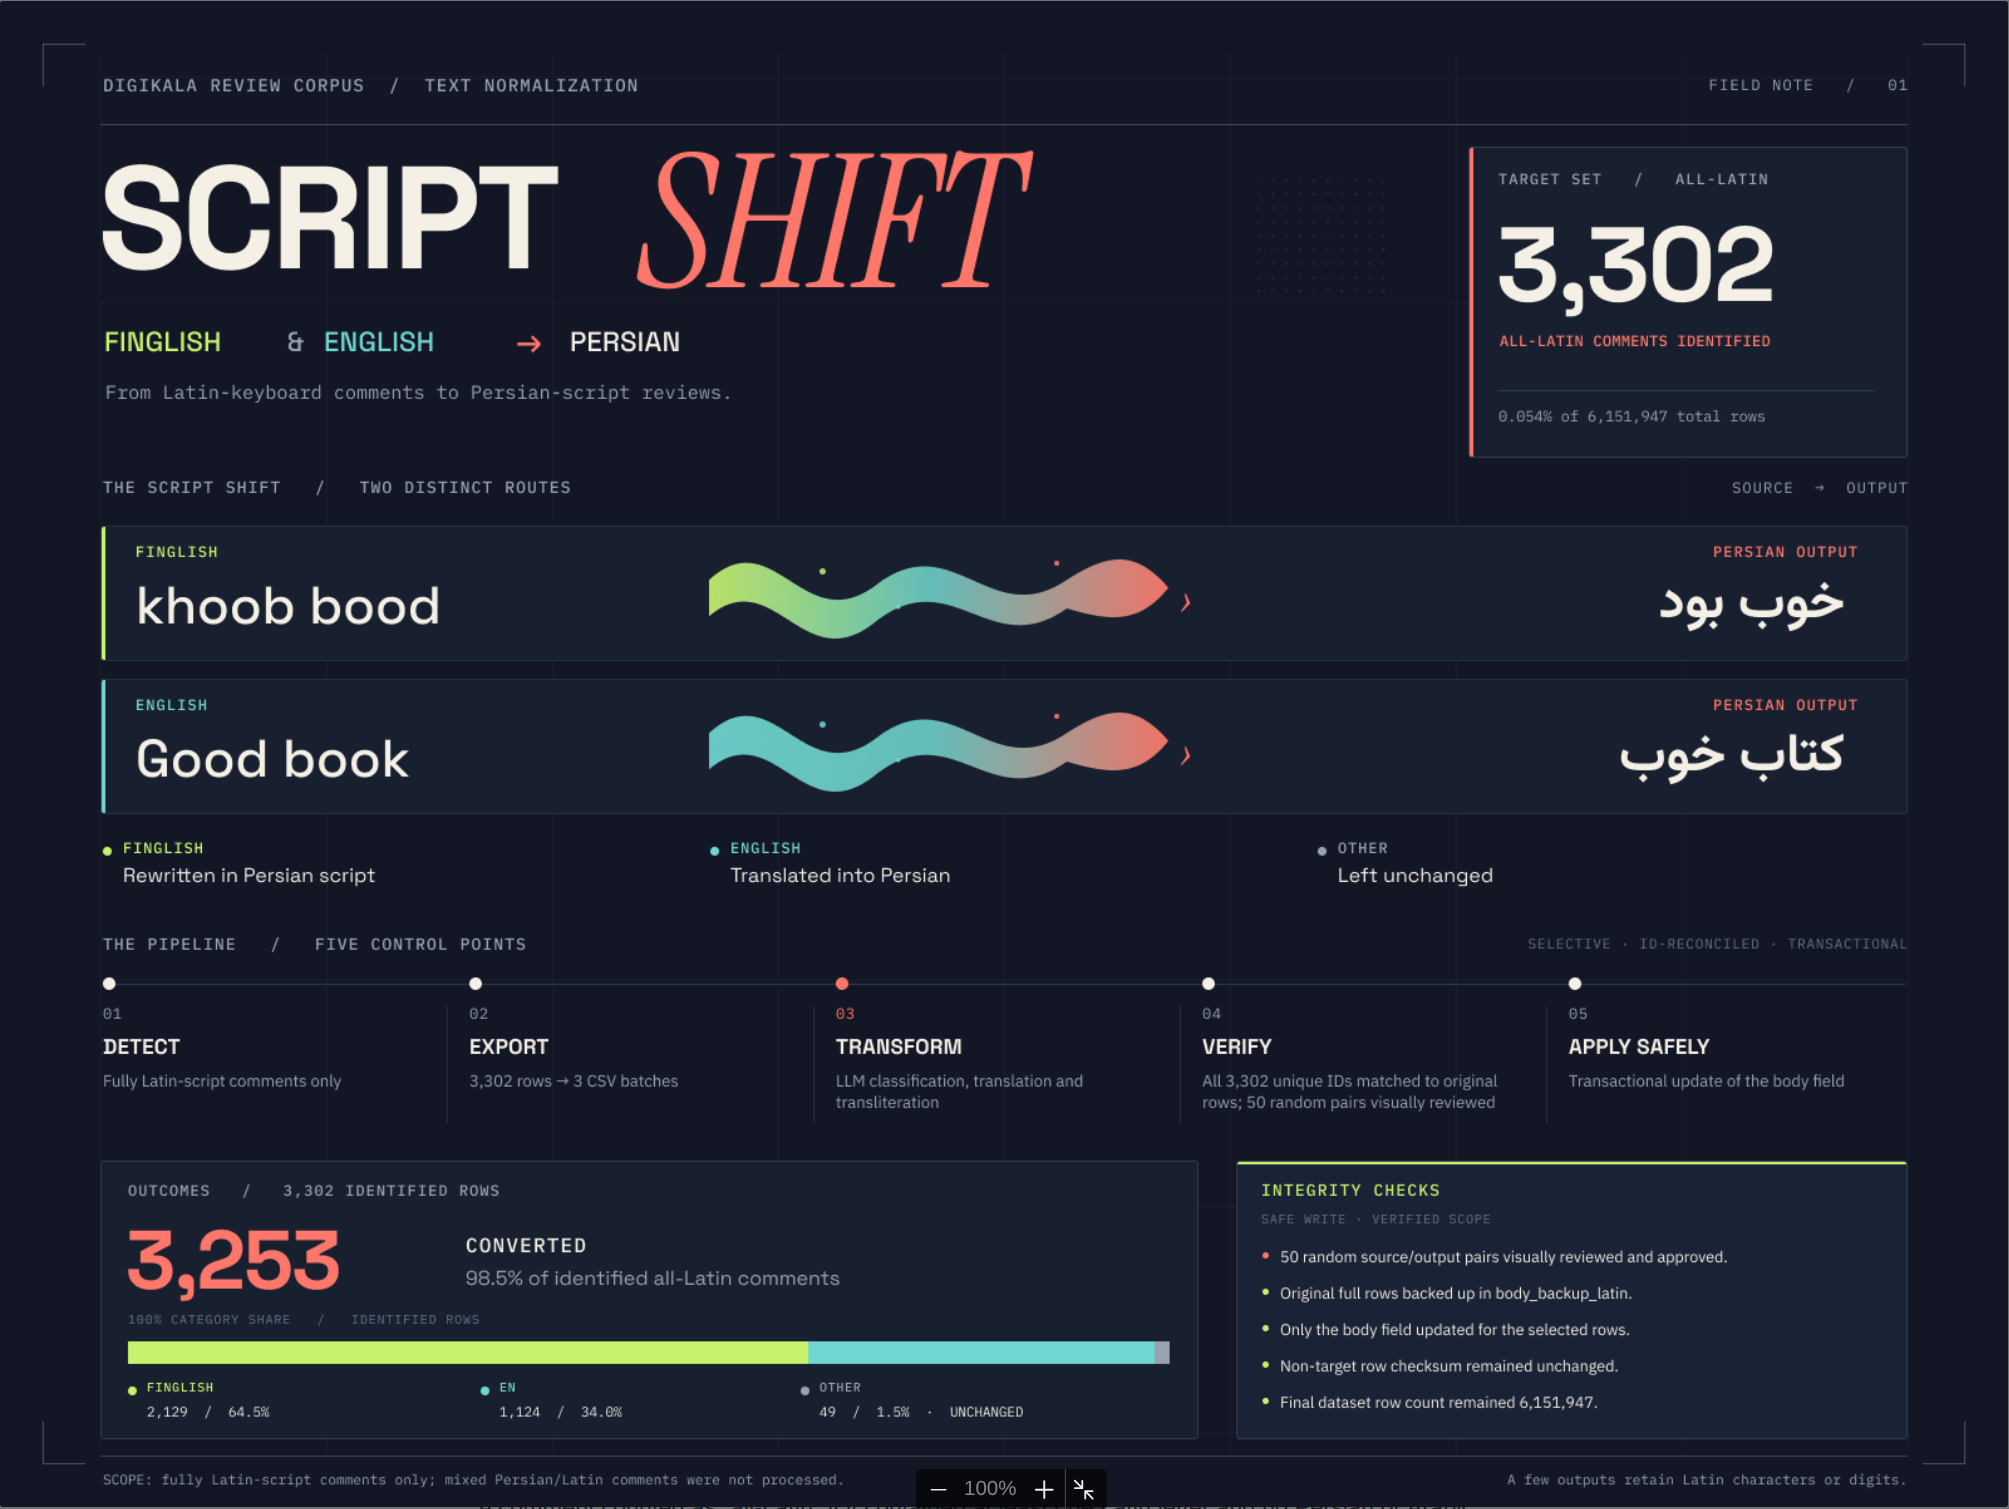 DIGIKALA REVIEW CORPUS / TEXT NORMALIZATION
FIELD NOTE / 01
SCRIPT SHIFT
FINGLISH & ENGLISH → PERSIAN
From Latin-keyboard comments to Persian-script reviews.
TARGET SET / ALL-LATIN
3,302
ALL-LATIN COMMENTS IDENTIFIED
0.054% of 6,151,947 total rows
THE SCRIPT SHIFT / TWO DISTINCT ROUTES
SOURCE → OUTPUT
FINGLISH
khoob bood
PERSIAN OUTPUT
خوب بود
ENGLISH
Good book
PERSIAN OUTPUT
کتاب خوب
FINGLISH
Rewritten in Persian script
ENGLISH
Translated into Persian
OTHER
Left unchanged
THE PIPELINE / FIVE CONTROL POINTS
SELECTIVE · ID-RECONCILED · TRANSACTIONAL
01
DETECT
Fully Latin-script comments only
02
EXPORT
3,302 rows → 3 CSV batches
03
TRANSFORM
LLM classification, translation and
transliteration
04
VERIFY
All 3,302 unique IDs matched to original
rows; 50 random pairs visually reviewed
05
APPLY SAFELY
Transactional update of the body field
OUTCOMES / 3,302 IDENTIFIED ROWS
3,253
CONVERTED
98.5% of identified all-Latin comments
100% CATEGORY SHARE / IDENTIFIED ROWS
FINGLISH
2,129 / 64.5%
EN
1,124 / 34.0%
OTHER
49 / 1.5% · UNCHANGED
INTEGRITY CHECKS
SAFE WRITE · VERIFIED SCOPE
50 random source/output pairs visually reviewed and approved.
Original full rows backed up in body_backup_latin.
Only the body field updated for the selected rows.
Non-target row checksum remained unchanged.
Final dataset row count remained 6,151,947.
SCOPE: fully Latin-script comments only; mixed Persian/Latin comments were not processed.
A few outputs retain Latin characters or digits.
100%